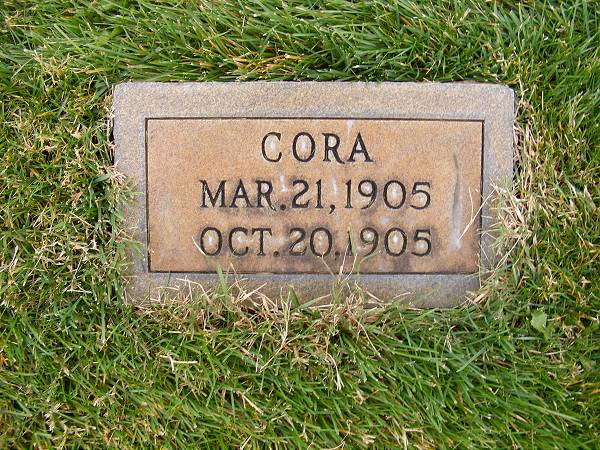 CORA
MAR. 21, 1905
OCT. 20, 1905